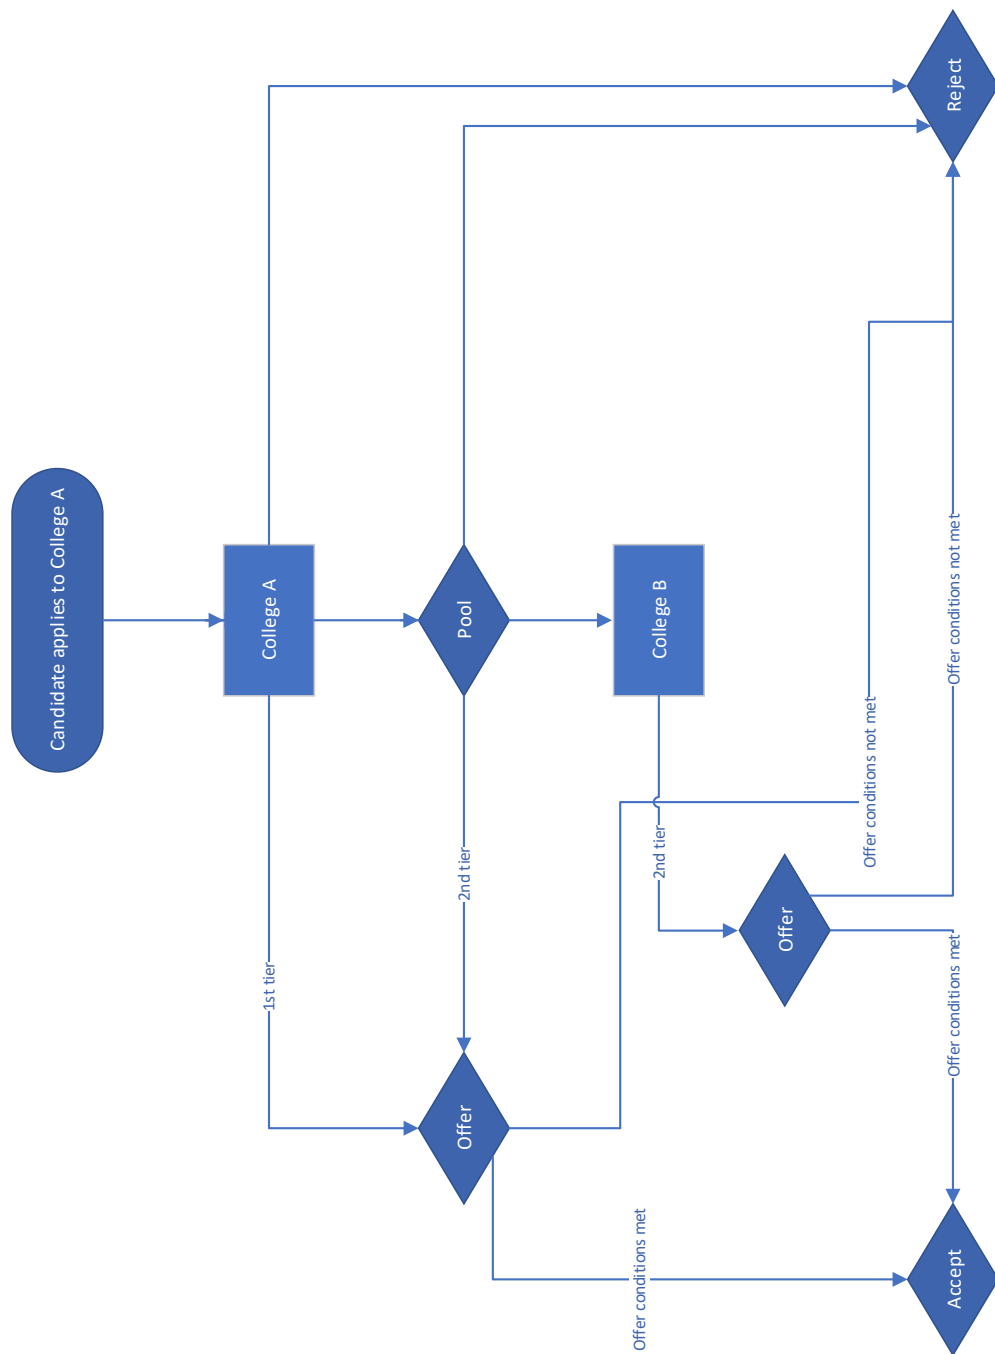 Candidate applies to College A
College A
1st tier
Pool
2nd tier
College B
2nd tier
Offer
Offer
Offer conditions met
Offer conditions not met
Offer conditions met
Offer conditions not met
Accept
Reject